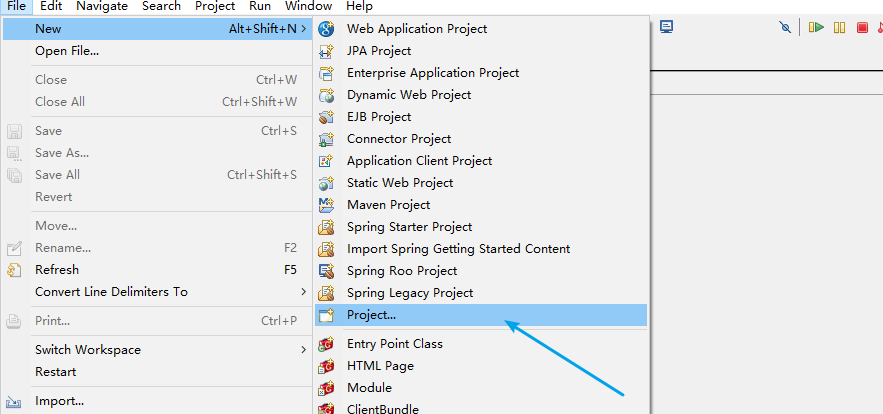 File Edit Navigate Search Project Run Window Help
New Alt+Shift+N
Open File...
Close Ctrl+W
Close All Ctrl+Shift+W
Save Ctrl+S
Save As...
Save All Ctrl+Shift+S
Revert
Move...
Rename... F2
Refresh F5
Convert Line Delimiters To
Print... Ctrl+P
Switch Workspace
Restart
Import...
Web Application Project
JPA Project
Enterprise Application Project
Dynamic Web Project
EJB Project
Connector Project
Application Client Project
Static Web Project
Maven Project
Spring Starter Project
Import Spring Getting Started Content
Spring Roo Project
Spring Legacy Project
Project...
Entry Point Class
HTML Page
Module
ClientBundle